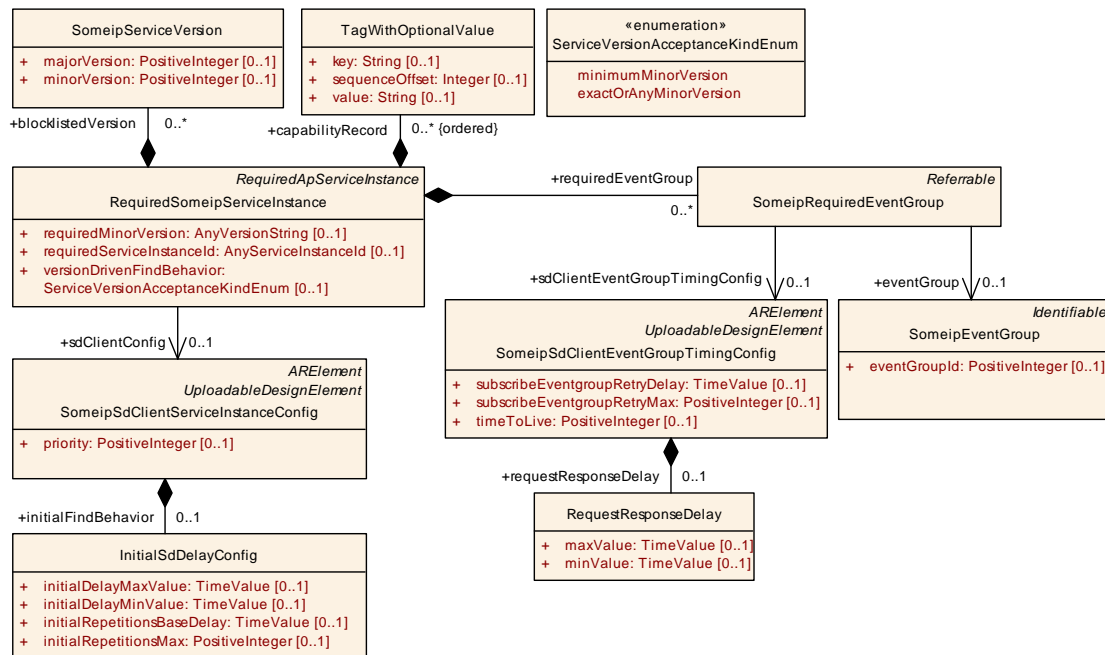 SomeipServiceVersion
+ majorVersion: PositiveInteger [0..1]
+ minorVersion: PositiveInteger [0..1]
TagWithOptionalValue
+ key: String [0..1]
+ sequenceOffset: Integer [0..1]
+ value: String [0..1]
«enumeration»
ServiceVersionAcceptanceKindEnum
minimumMinorVersion
exactOrAnyMinorVersion
+blocklistedVersion 0..*
+capabilityRecord 0..* {ordered}
RequiredApServiceInstance
RequiredSomeipServiceInstance
+ requiredMinorVersion: AnyVersionString [0..1]
+ requiredServiceInstanceId: AnyServiceInstanceId [0..1]
+ versionDrivenFindBehavior:
ServiceVersionAcceptanceKindEnum [0..1]
+requiredEventGroup
0..*
Referrable
SomeipRequiredEventGroup
+sdClientEventGroupTimingConfig 0..1
+eventGroup 0..1
+sdClientConfig 0..1
ARElement
UploadableDesignElement
SomeipSdClientServiceInstanceConfig
+ priority: PositiveInteger [0..1]
ARElement
UploadableDesignElement
SomeipSdClientEventGroupTimingConfig
+ subscribeEventgroupRetryDelay: TimeValue [0..1]
+ subscribeEventgroupRetryMax: PositiveInteger [0..1]
+ timeToLive: PositiveInteger [0..1]
Identifiable
SomeipEventGroup
+ eventGroupId: PositiveInteger [0..1]
+requestResponseDelay 0..1
RequestResponseDelay
+ maxValue: TimeValue [0..1]
+ minValue: TimeValue [0..1]
+initialFindBehavior 0..1
InitialSdDelayConfig
+ initialDelayMaxValue: TimeValue [0..1]
+ initialDelayMinValue: TimeValue [0..1]
+ initialRepetitionsBaseDelay: TimeValue [0..1]
+ initialRepetitionsMax: PositiveInteger [0..1]